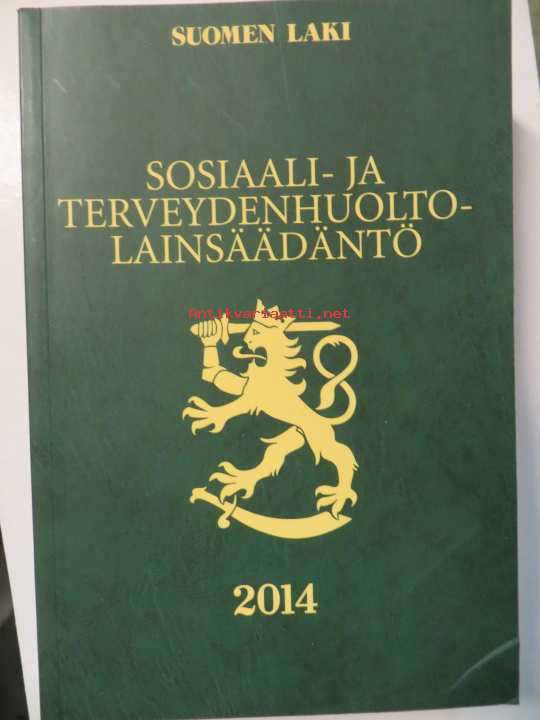 SUOMEN LAKI
SOSIAALI- JA
TERVEYDENHUOLTO-
LAINSÄÄDÄNTÖ
Antikvariaatti.net
2014